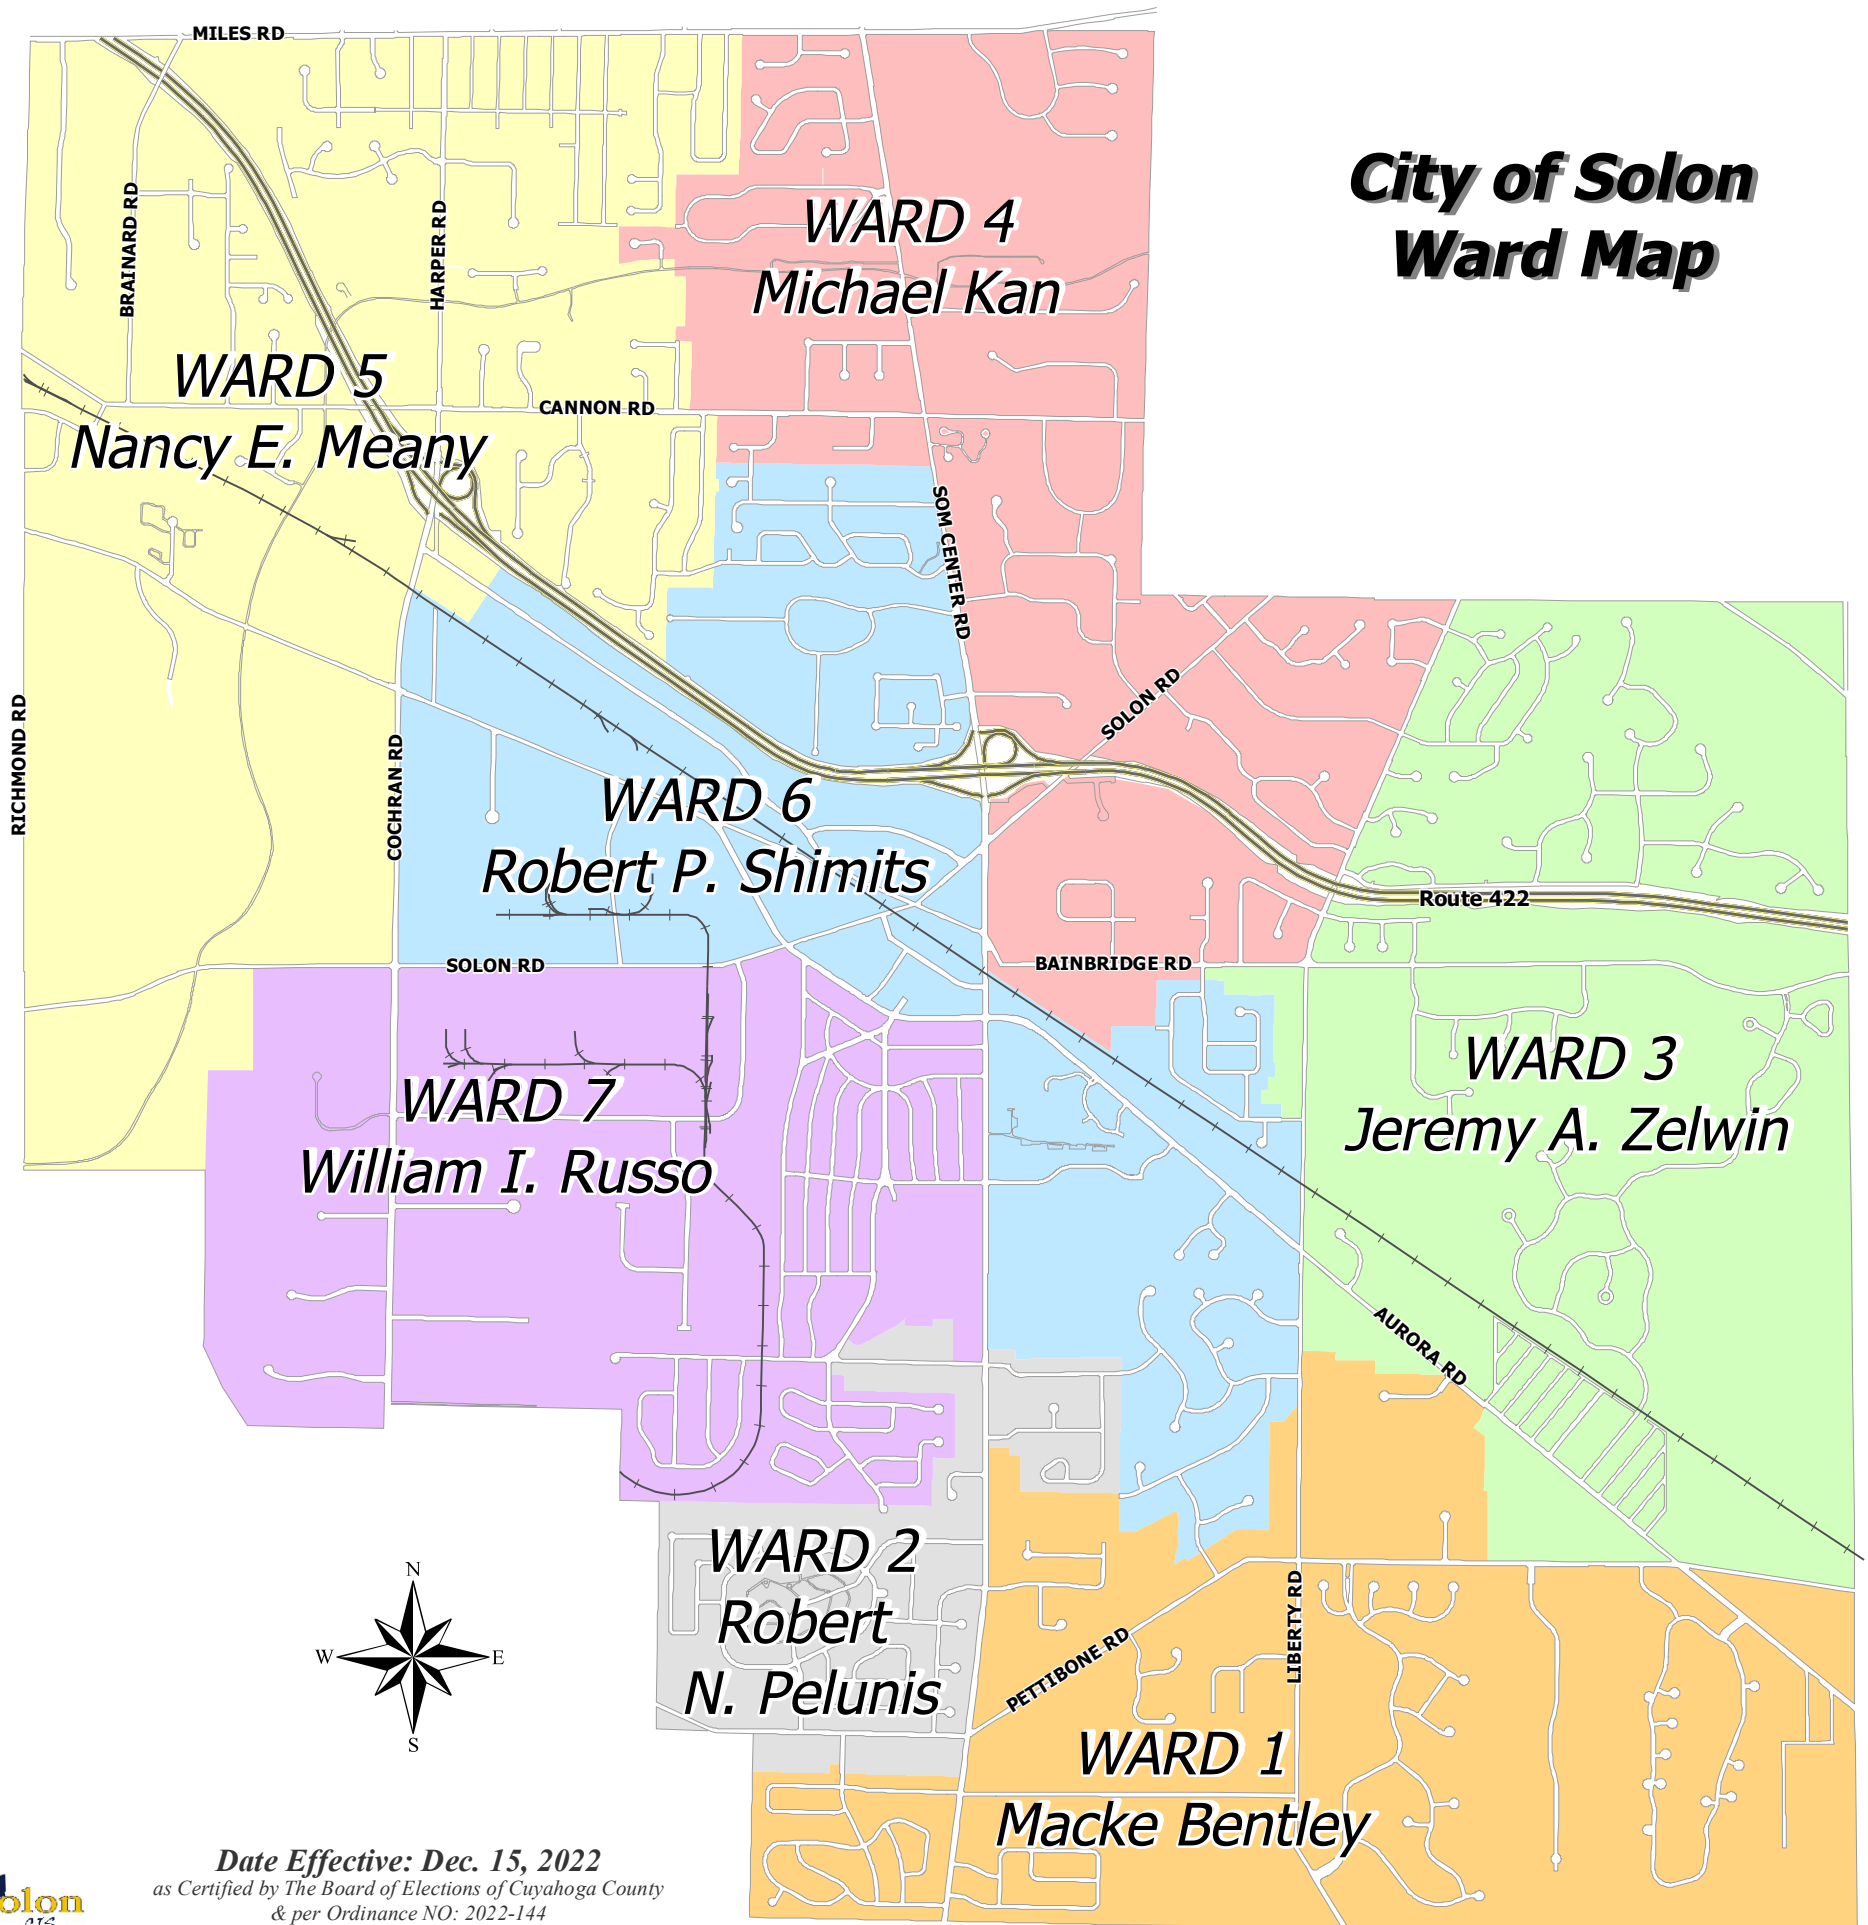 MILES RD
City of Solon
Ward Map
BRAINARD RD
HARPER RD
WARD 4
Michael Kan
WARD 5
Nancy E. Meany
CANNON RD
SOM CENTER RD
SOLON RD
RICHMOND RD
COCHRAN RD
WARD 6
Robert P. Shimits
Route 422
SOLON RD
BAINBRIDGE RD
WARD 3
Jeremy A. Zelwin
WARD 7
William I. Russo
AURORA RD
WARD 2
Robert
N. Pelunis
N
W
E
S
LIBERTY RD
PETTIBONE RD
WARD 1
Macke Bentley
Date Effective: Dec. 15, 2022
as Certified by The Board of Elections of Cuyahoga County
& per Ordinance NO: 2022-144
olon